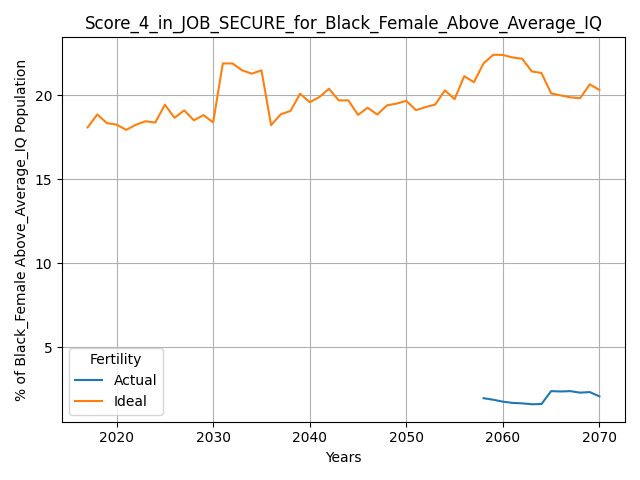 Score_4_in_JOB_SECURE_for_Black_Female_Above_Average_IQ
% of Black_Female Above_Average_IQ Population
20
15
10
5
Fertility
Actual
Ideal
2020 2030 2040 2050 2060 2070
Years